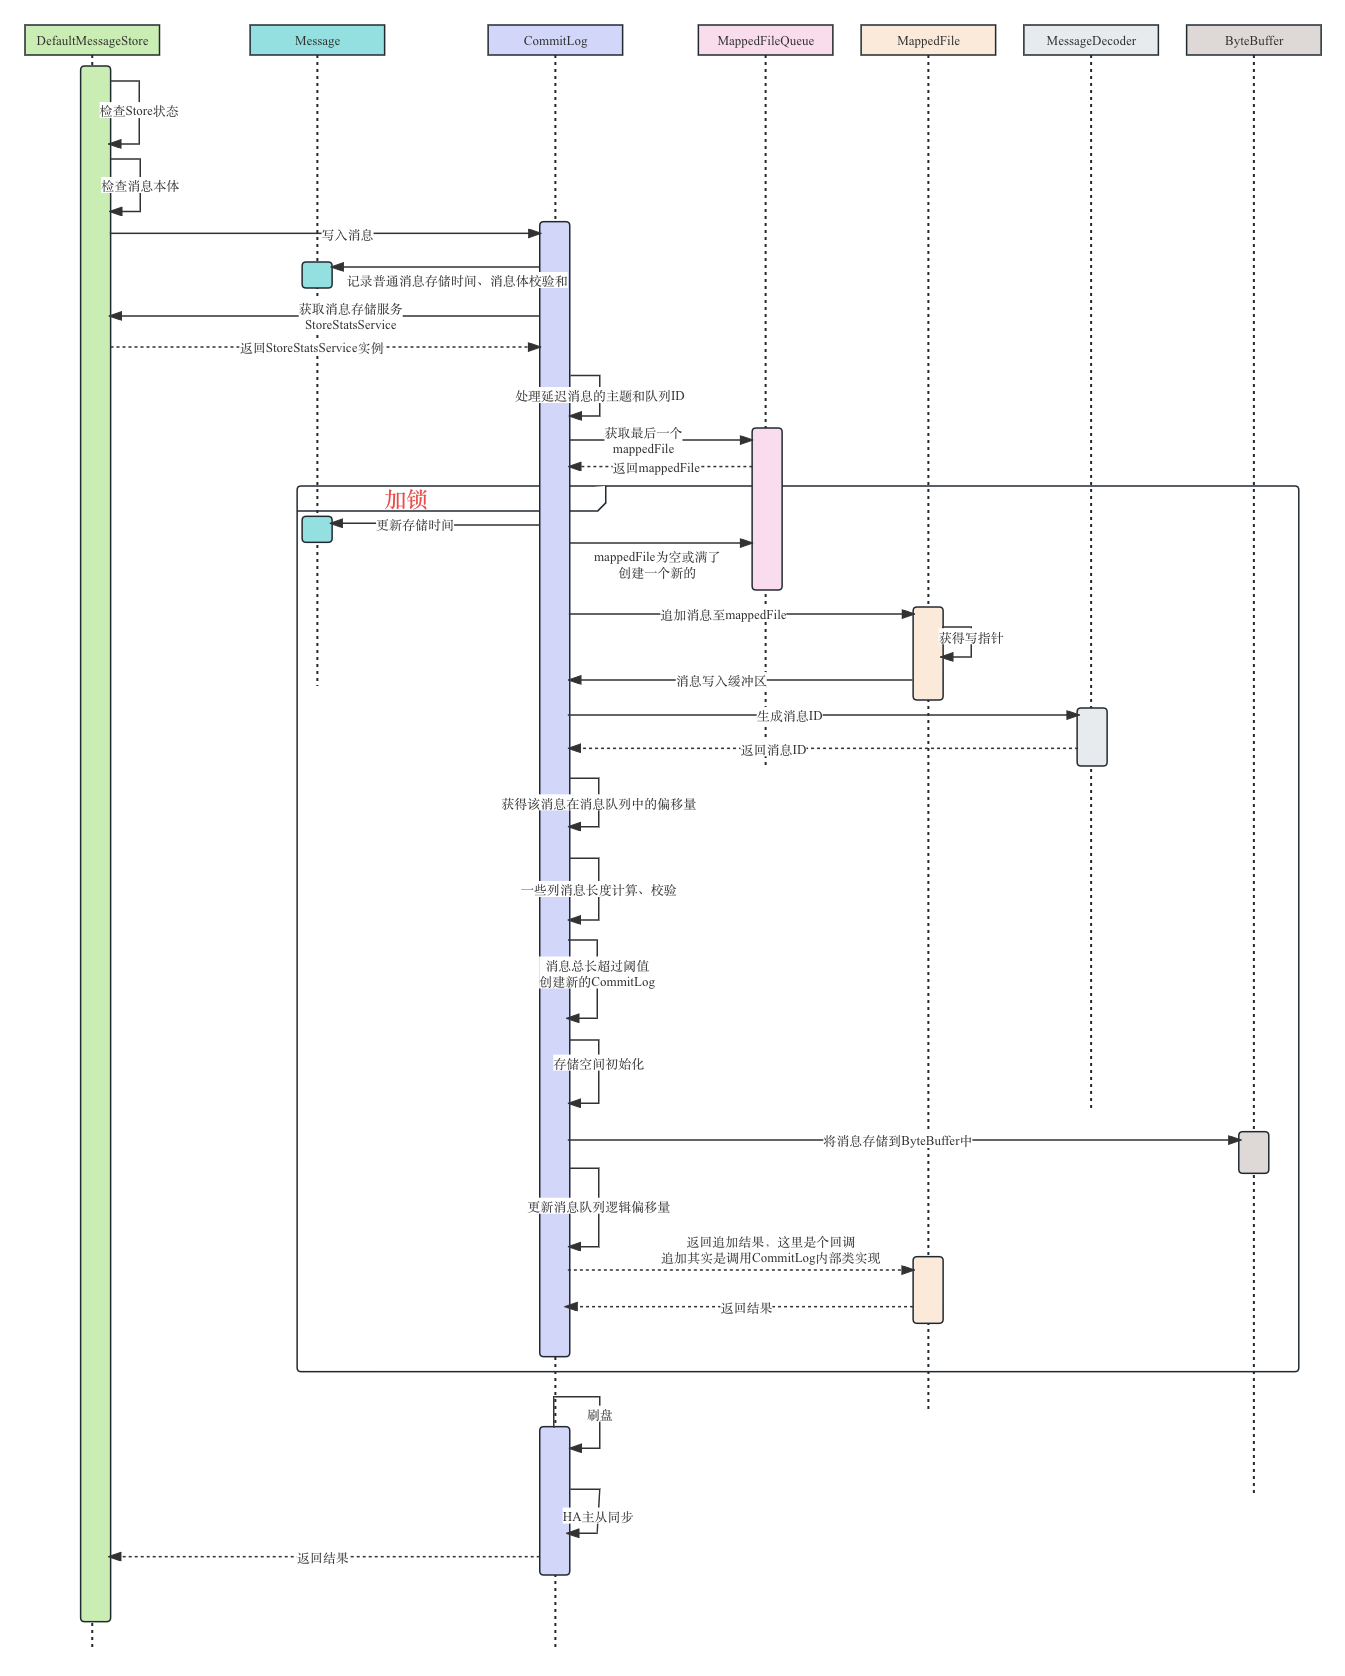 DefaultMessageStore
Message
CommitLog
MappedFileQueue
MappedFile
MessageDecoder
ByteBuffer
检查Store状态
检查消息本体
写入消息
记录普通消息存储时间、消息体校验和
获取消息存储服务
StoreStatsService
返回StoreStatsService实例
处理延迟消息的主题和队列ID
获取最后一个
mappedFile
返回mappedFile
加锁
更新存储时间
mappedFile为空或满了
创建一个新的
追加消息至mappedFile
获得写指针
消息写入缓冲区
生成消息ID
返回消息ID
获得该消息在消息队列中的偏移量
一些列消息长度计算、校验
消息总长超过阈值
创建新的CommitLog
存储空间初始化
将消息存储到ByteBuffer中
更新消息队列逻辑偏移量
返回追加结果，这里是个回调
追加其实是调用CommitLog内部类实现
返回结果
刷盘
HA主从同步
返回结果